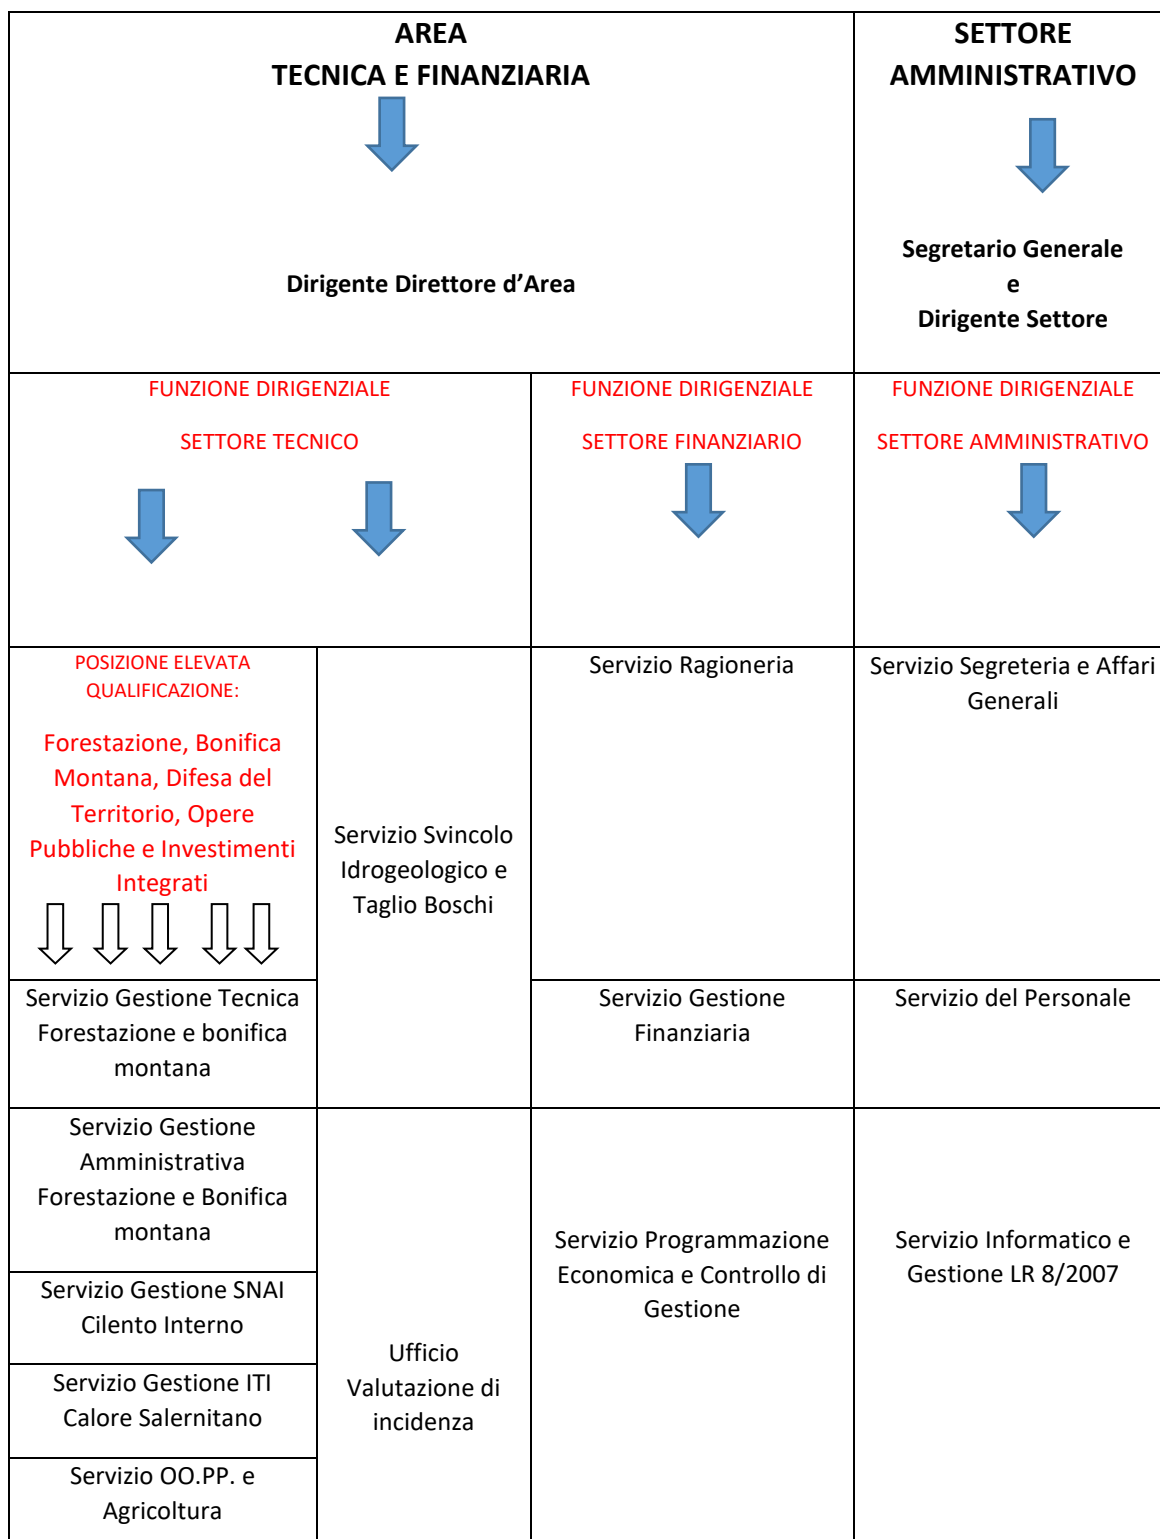 AREA
TECNICA E FINANZIARIA
Dirigente Direttore d’Area
SETTORE
AMMINISTRATIVO
Segretario Generale
e
Dirigente Settore
FUNZIONE DIRIGENZIALE
SETTORE TECNICO
FUNZIONE DIRIGENZIALE
SETTORE FINANZIARIO
FUNZIONE DIRIGENZIALE
SETTORE AMMINISTRATIVO
POSIZIONE ELEVATA
QUALIFICAZIONE:
Forestazione, Bonifica
Montana, Difesa del
Territorio, Opere
Pubbliche e Investimenti
Integrati
Servizio Svincolo
Idrogeologico e
Taglio Boschi
Servizio Ragioneria
Servizio Segreteria e Affari
Generali
Servizio Gestione Tecnica
Forestazione e bonifica
montana
Servizio Gestione
Finanziaria
Servizio del Personale
Servizio Gestione
Amministrativa
Forestazione e Bonifica
montana
Servizio Gestione SNAI
Cilento Interno
Servizio Gestione ITI
Calore Salernitano
Servizio OO.PP. e
Agricoltura
Ufficio
Valutazione di
incidenza
Servizio Programmazione
Economica e Controllo di
Gestione
Servizio Informatico e
Gestione LR 8/2007